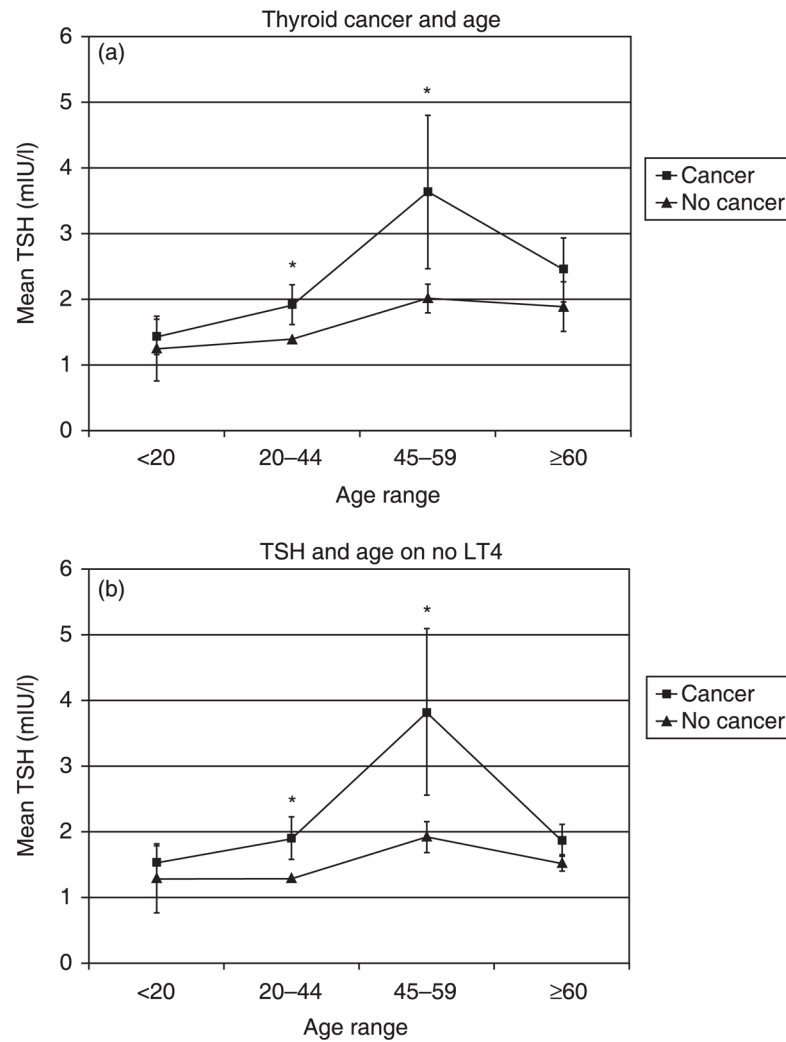 Thyroid cancer and age
(a)
6
5
4
3
2
1
0
Mean TSH (mIU/l)
*
*
<20
20–44
45–59
≥60
Age range
Cancer
No cancer
TSH and age on no LT4
(b)
6
5
4
3
2
1
0
Mean TSH (mIU/l)
*
*
<20
20–44
45–59
≥60
Age range
Cancer
No cancer